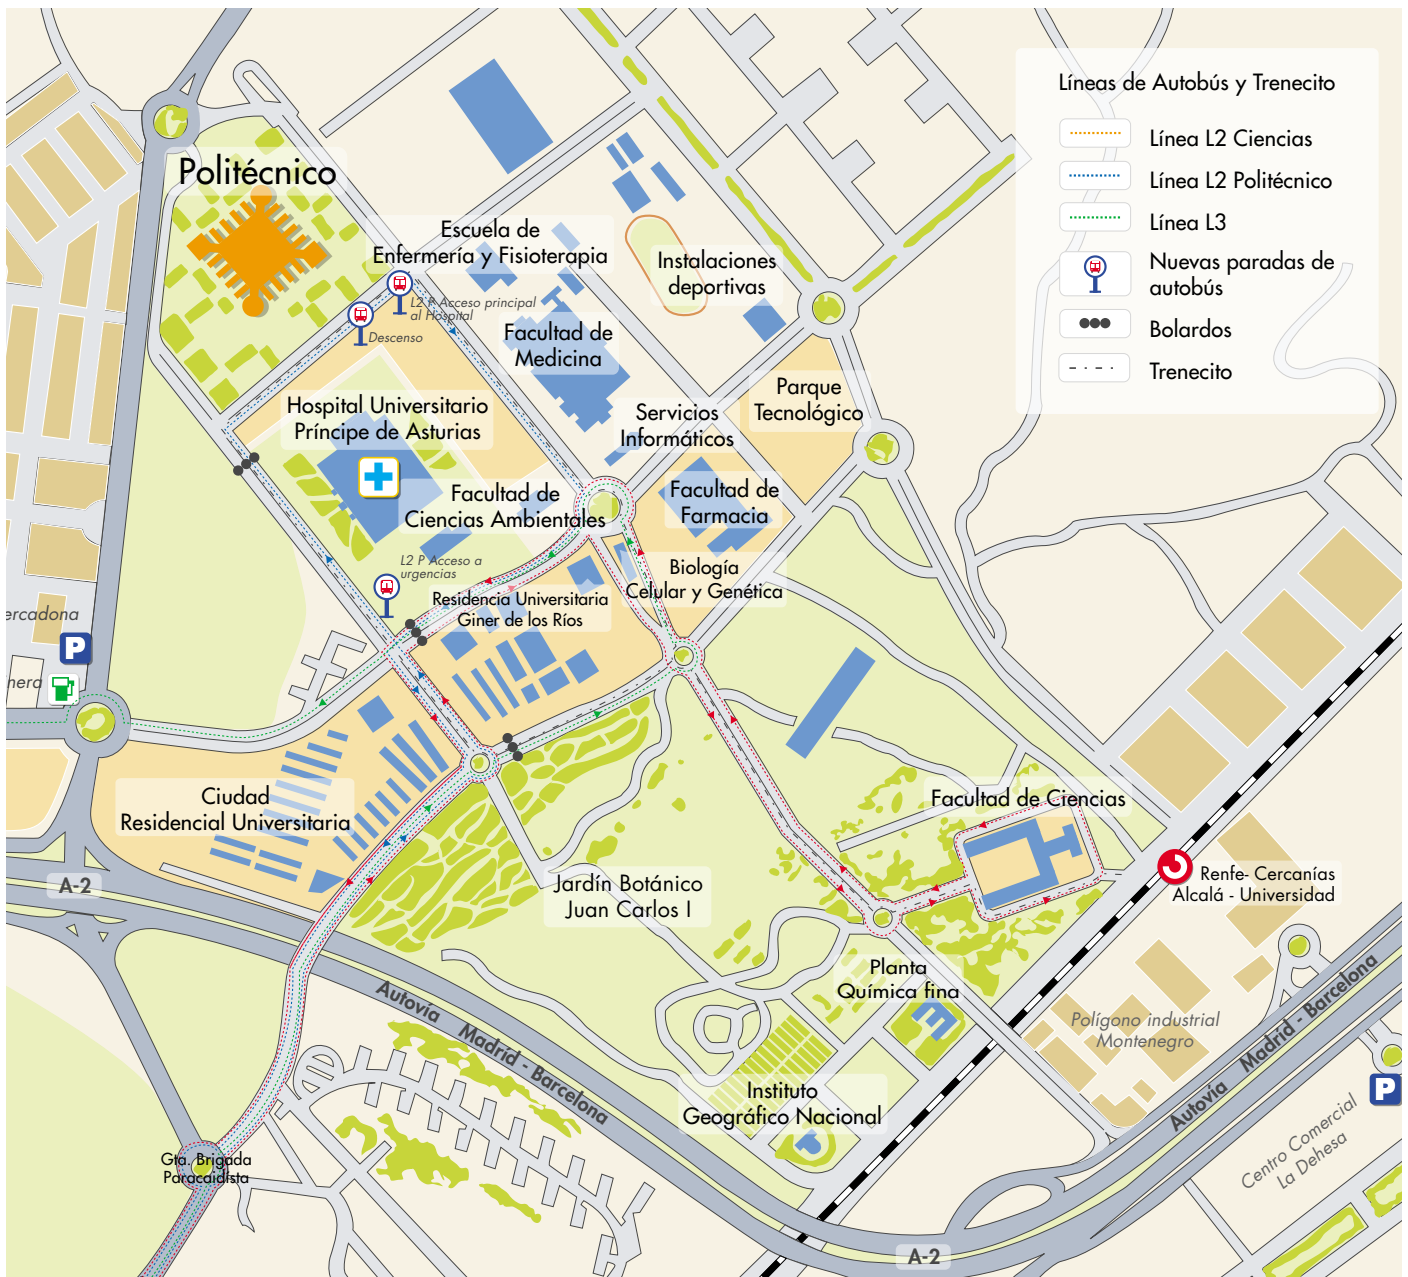 Líneas de Autobús y Trenecito
Línea L2 Ciencias
Línea L2 Politécnico
Línea L3
Nuevas paradas de
autobús
Bolardos
Trenecito
Politécnico
Escuela de
Enfermería y Fisioterapia
Instalaciones
deportivas
L2 P Acceso principal
al Hospital
Descenso
Facultad de
Medicina
Parque
Tecnológico
Hospital Universitario
Príncipe de Asturias
Servicios
Informáticos
Facultad de
Ciencias Ambientales
Facultad de
Farmacia
L2 P Acceso a
urgencias
Biología
Celular y Genética
Residencia Universitaria
Giner de los Ríos
ercadona
P
nera
Ciudad
Residencial Universitaria
Facultad de Ciencias
A-2
Jardín Botánico
Juan Carlos I
Renfe- Cercanías
Alcalá - Universidad
Planta
Química fina
Autovía Madríd - Barcelona
Polígono industrial
Montenegro
Autovía Madríd - Barcelona
P
Instituto
Geográfico Nacional
Centro Comercial
La Dehesa
Gta. Brigada
Paracaidista
A-2